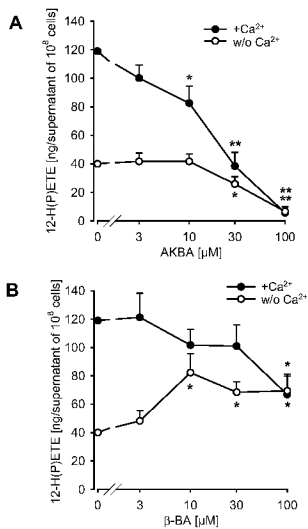 A
+Ca²⁺
w/o Ca²⁺
12-H(P)ETE [ng/supernatant of 10⁸ cells]
140
120
100
80
60
40
20
0
*
**
*
**
**
0 3 10 30 100
AKBA [µM]
B
+Ca²⁺
w/o Ca²⁺
12-H(P)ETE [ng/supernatant of 10⁸ cells]
140
120
100
80
60
40
20
0
*
*
*
*
0 3 10 30 100
β-BA [µM]